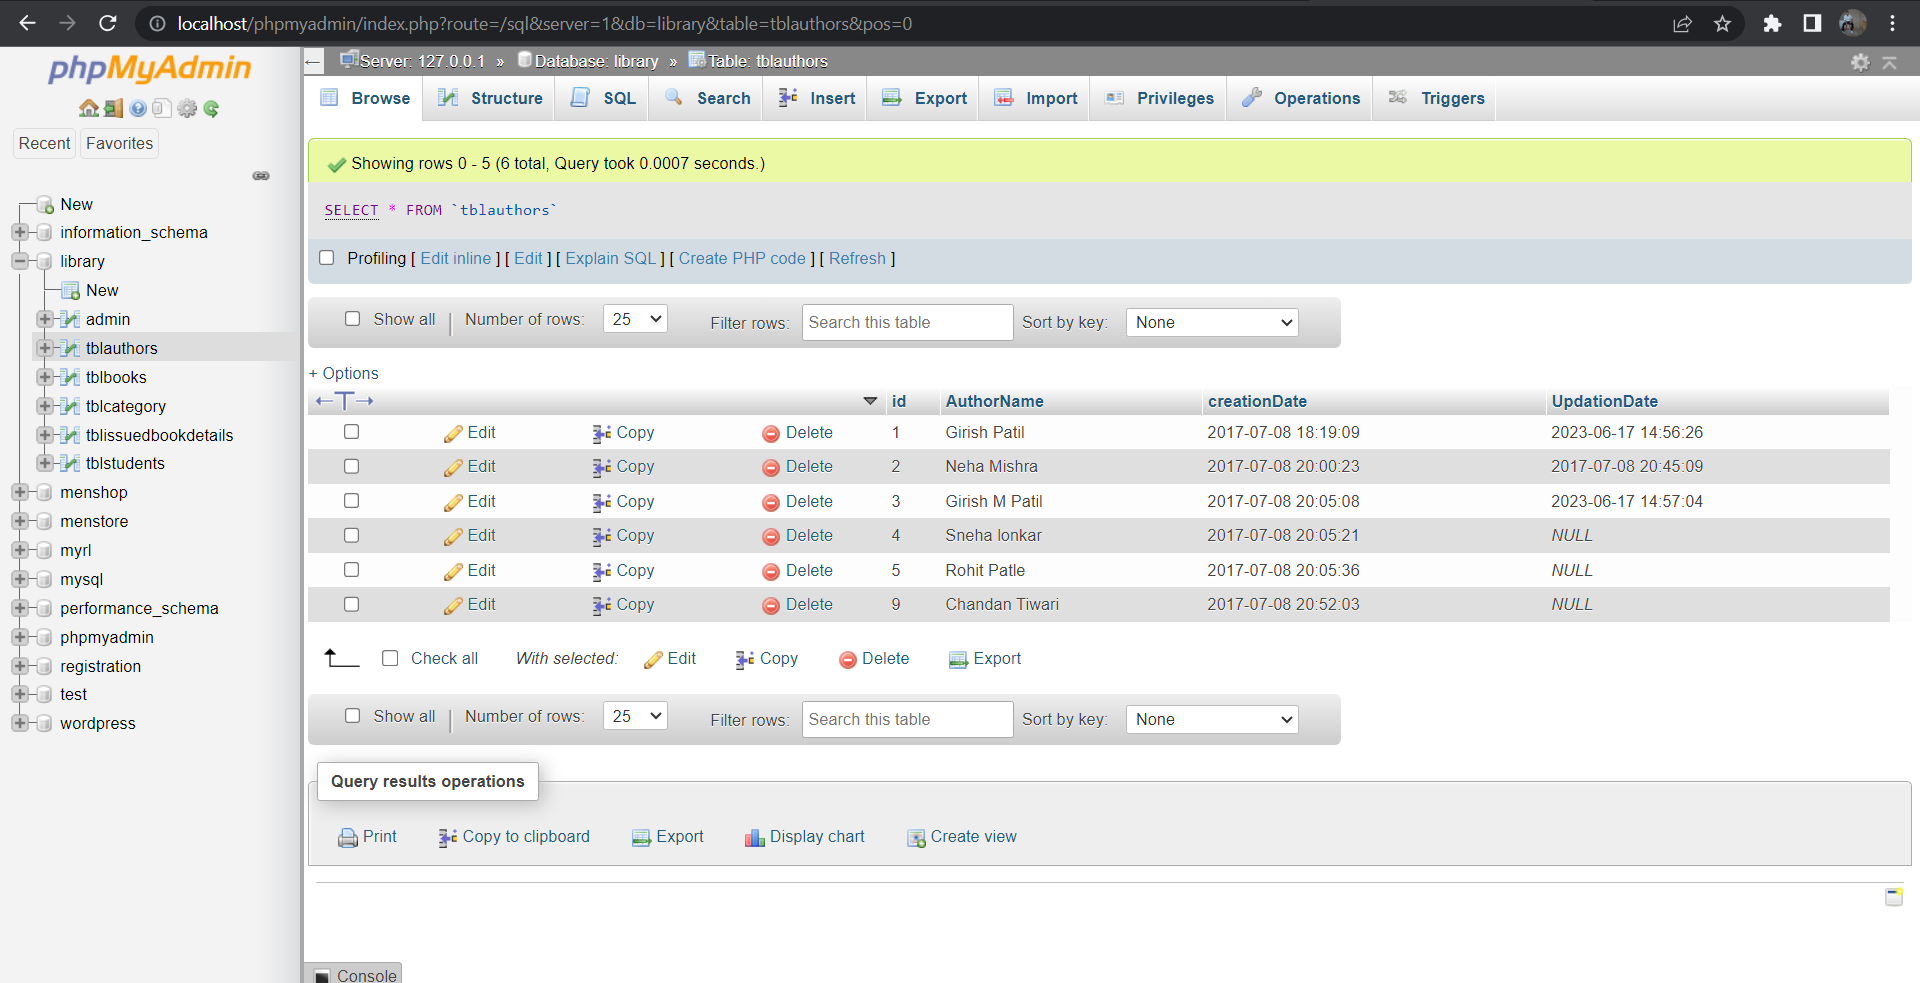 localhost/phpmyadmin/index.php?route=/sql&server=1&db=library&table=tblauthors&pos=0
phpMyAdmin
Recent Favorites
New
information_schema
library
New
admin
tblauthors
tblbooks
tblcategory
tblissuedbookdetails
tblstudents
menshop
menstore
myrl
mysql
performance_schema
phpmyadmin
registration
test
wordpress
Server: 127.0.0.1 » Database: library » Table: tblauthors
Browse Structure SQL Search Insert Export Import Privileges Operations Triggers
Showing rows 0 - 5 (6 total, Query took 0.0007 seconds.)
SELECT * FROM `tblauthors`
Profiling [ Edit inline ] [ Edit ] [ Explain SQL ] [ Create PHP code ] [ Refresh ]
Show all | Number of rows: 25 Filter rows: Search this table Sort by key: None
+ Options
←T→ id AuthorName creationDate UpdationDate
Edit Copy Delete 1 Girish Patil 2017-07-08 18:19:09 2023-06-17 14:56:26
Edit Copy Delete 2 Neha Mishra 2017-07-08 20:00:23 2017-07-08 20:45:09
Edit Copy Delete 3 Girish M Patil 2017-07-08 20:05:08 2023-06-17 14:57:04
Edit Copy Delete 4 Sneha lonkar 2017-07-08 20:05:21 NULL
Edit Copy Delete 5 Rohit Patle 2017-07-08 20:05:36 NULL
Edit Copy Delete 9 Chandan Tiwari 2017-07-08 20:52:03 NULL
Check all With selected: Edit Copy Delete Export
Show all | Number of rows: 25 Filter rows: Search this table Sort by key: None
Query results operations
Print Copy to clipboard Export Display chart Create view
Console